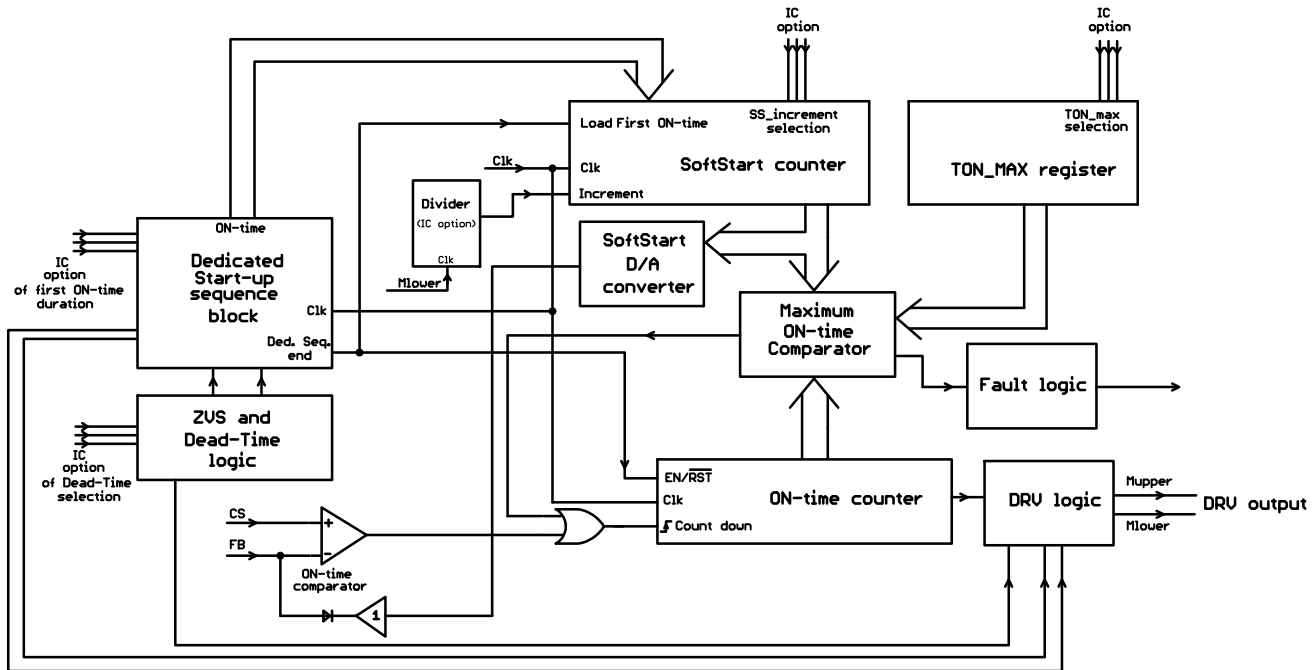 IC
option
IC
option
Load First ON-time
SS_increment
selection
Clk
Clk
SoftStart counter
Increment
TON_max
selection
TON_MAX register
Divider
(IC option)
Clk
Mlower
SoftStart
D/A
converter
ON-time
Dedicated
Start-up
sequence
block
Clk
Ded. Seq.
end
IC
option
of first ON-time
duration
Maximum
ON-time
Comparator
Fault logic
ZVS and
Dead-Time
logic
IC
option
of Dead-Time
selection
EN/RST
Clk
Count down
ON-time counter
DRV logic
Mupper
Mlower
DRV output
CS
FB
+
-
ON-time
comparator
1